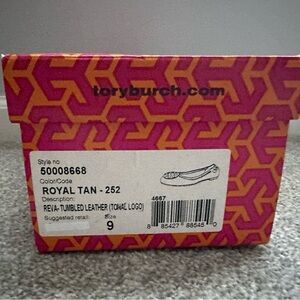 toryburch.com
Style no
50008668
Color/Code
ROYAL TAN - 252
Description:
REVA-TUMBLED LEATHER (TONAL LOGO)
Suggested retail:
Size
9
4667
8 85427 88545 0